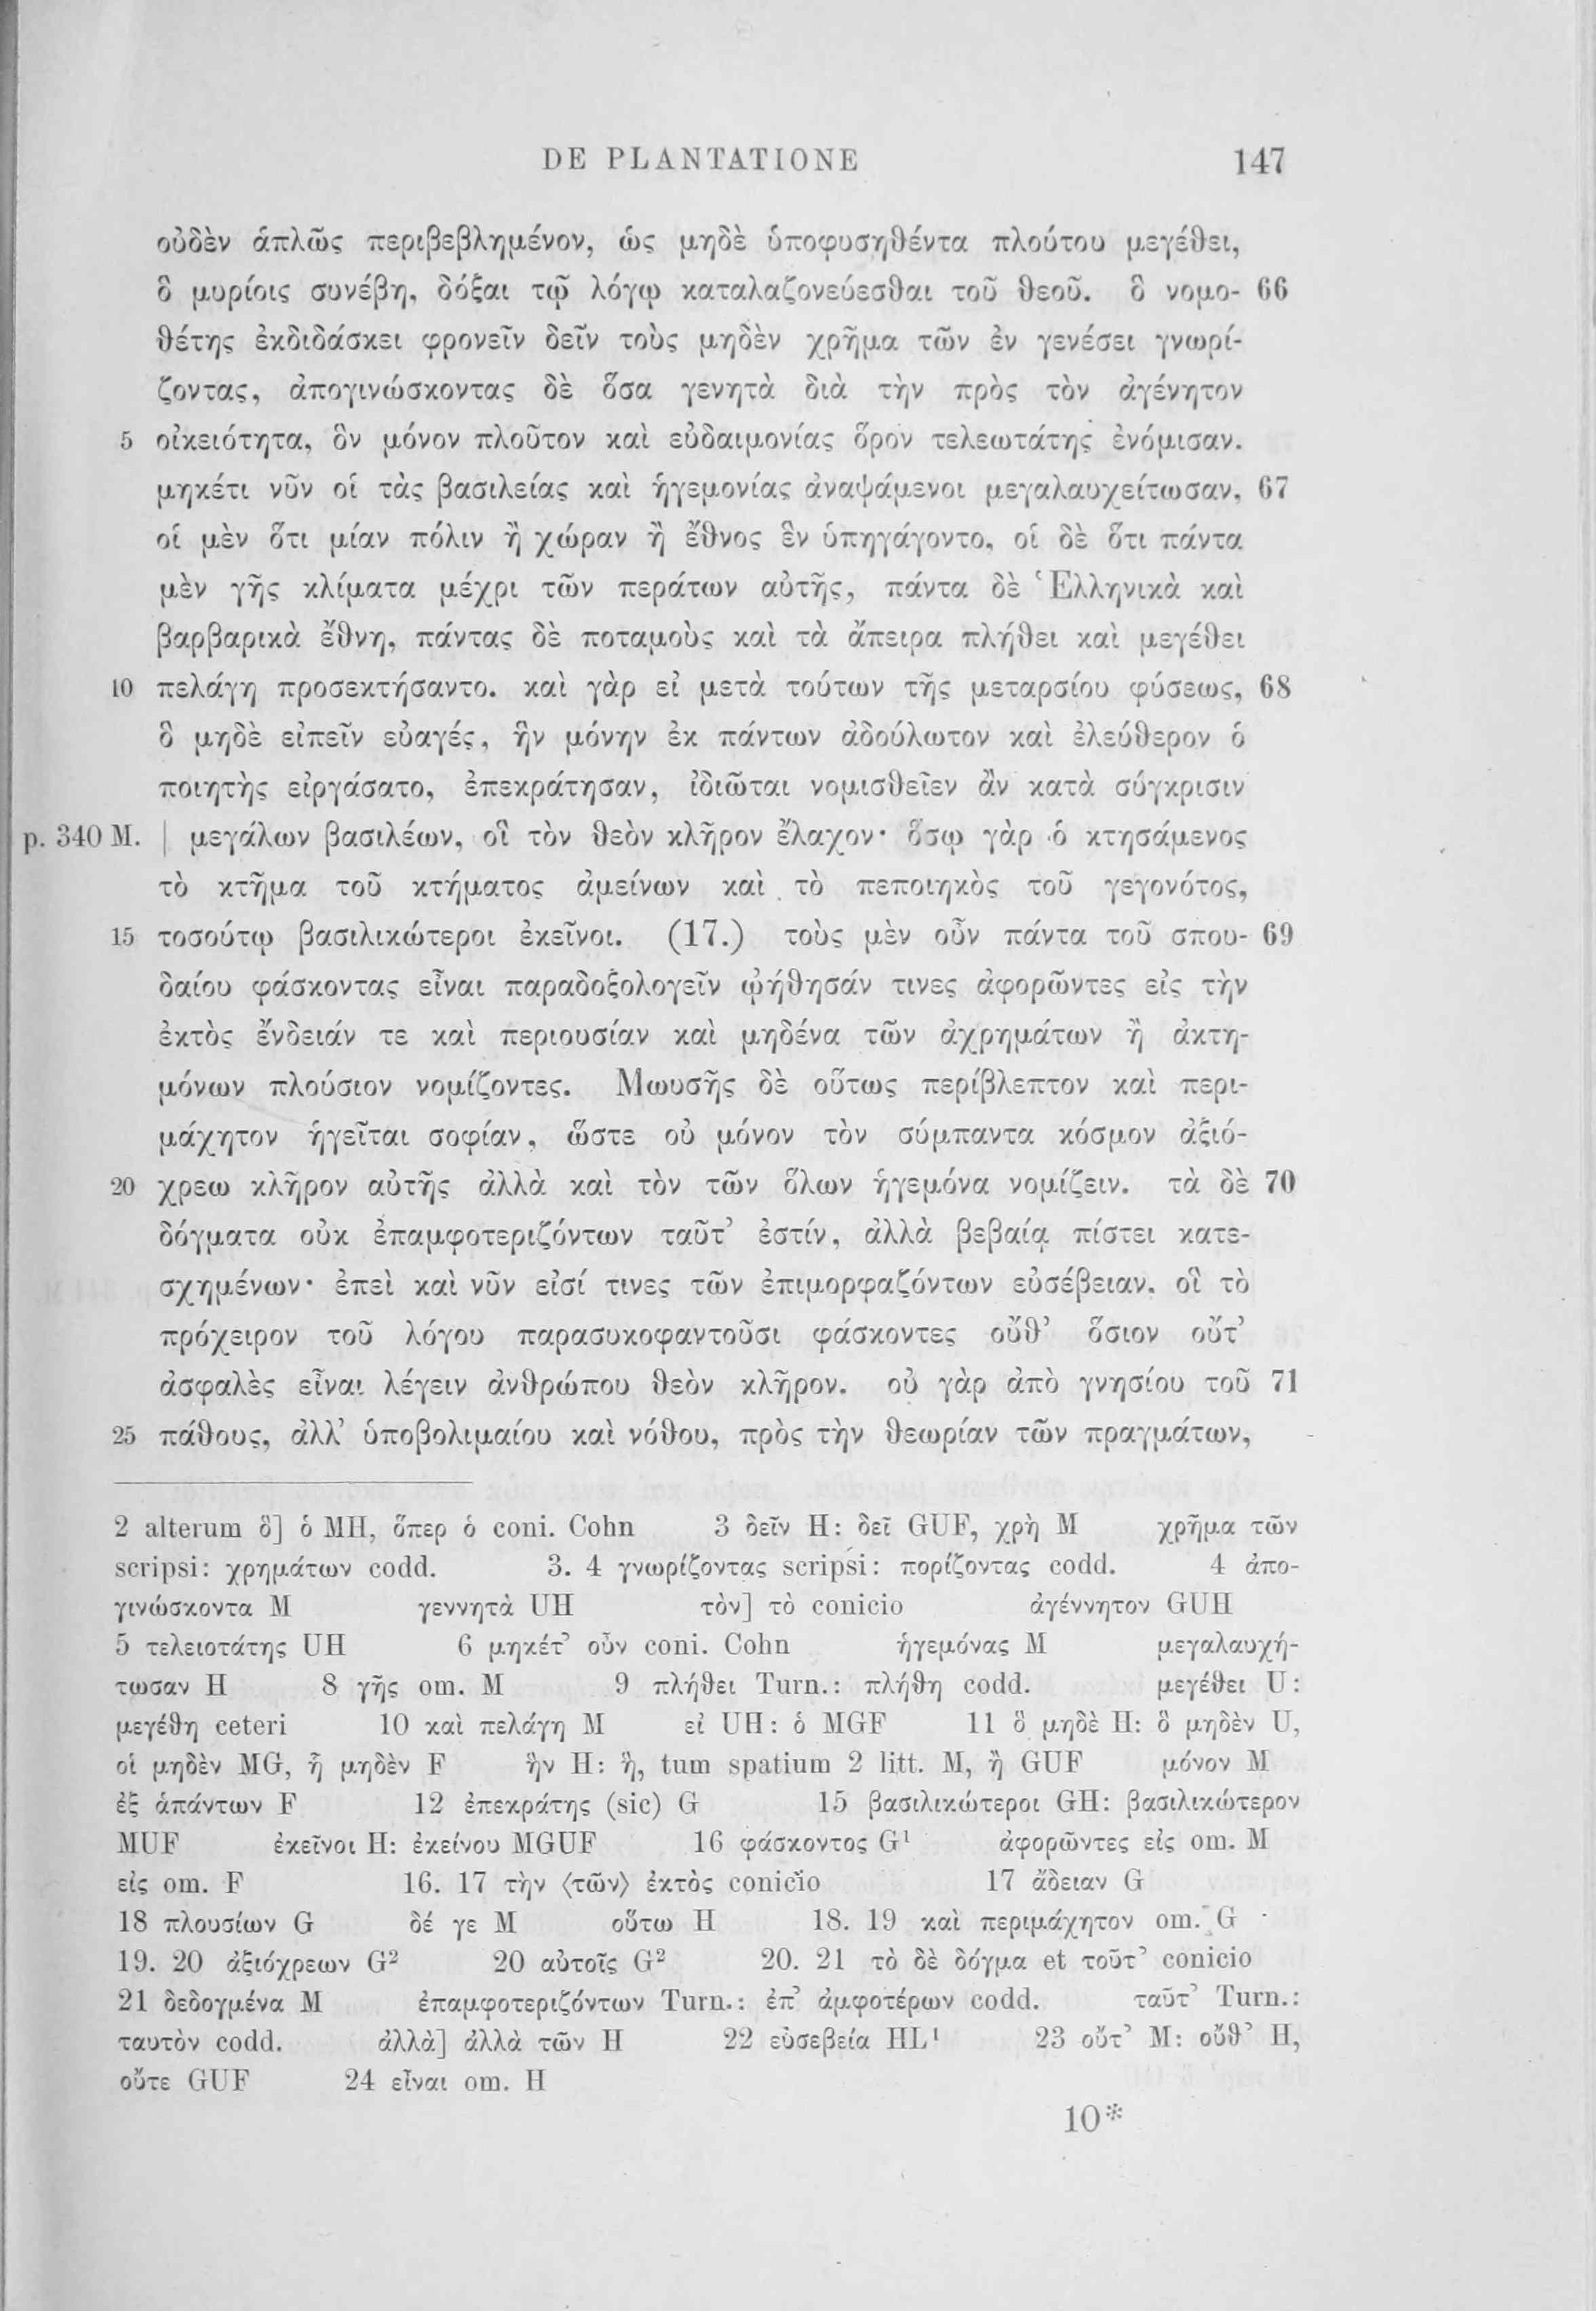 DE PLANTATIONE 147
οὐδὲν ἁπλῶς περιβεβλημένον, ὡς μηδὲ ὑποφυσηθέντα πλούτου μεγέθει,
ὃ μυρίοις συνέβη, δόξαι τῷ λόγῳ καταλαζονεύεσθαι τοῦ θεοῦ. ὃ νομο- 66
θέτης ἐκδιδάσκει φρονεῖν δεῖν τοὺς μηδὲν χρῆμα τῶν ἐν γενέσει γνωρί-
ζοντας, ἀπογινώσκοντας δὲ ὅσα γενητὰ διὰ τὴν πρὸς τὸν ἀγένητον
5 οἰκειότητα, ὃν μόνον πλοῦτον καὶ εὐδαιμονίας ὅρον τελεωτάτης ἐνόμισαν.
μηκέτι νῦν οἱ τὰς βασιλείας καὶ ἡγεμονίας ἀναψάμενοι μεγαλαυχείτωσαν, 67
οἱ μὲν ὅτι μίαν πόλιν ἢ χώραν ἢ ἔθνος ἓν ὑπηγάγοντο, οἱ δὲ ὅτι πάντα
μὲν γῆς κλίματα μέχρι τῶν περάτων αὐτῆς, πάντα δὲ Ἑλληνικὰ καὶ
βαρβαρικὰ ἔθνη, πάντας δὲ ποταμοὺς καὶ τὰ ἄπειρα πλήθει καὶ μεγέθει
10 πελάγη προσεκτήσαντο. καὶ γὰρ εἰ μετὰ τούτων τῆς μεταρσίου φύσεως, 68
ὃ μηδὲ εἰπεῖν εὐαγές, ἣν μόνην ἐκ πάντων ἀδούλωτον καὶ ἐλεύθερον ὁ
ποιητὴς εἰργάσατο, ἐπεκράτησαν, ἰδιῶται νομισθεῖεν ἂν κατὰ σύγκρισιν
p. 340 M. | μεγάλων βασιλέων, οἳ τὸν θεὸν κλῆρον ἔλαχον· ὅσῳ γὰρ ὁ κτησάμενος
τὸ κτῆμα τοῦ κτήματος ἀμείνων καὶ τὸ πεποιηκὸς τοῦ γεγονότος,
15 τοσούτῳ βασιλικώτεροι ἐκεῖνοι. (17.) τοὺς μὲν οὖν πάντα τοῦ σπου- 69
δαίου φάσκοντας εἶναι παραδοξολογεῖν ᾠήθησάν τινες ἀφορῶντες εἰς τὴν
ἐκτὸς ἔνδειάν τε καὶ περιουσίαν καὶ μηδένα τῶν ἀχρημάτων ἢ ἀκτη-
μόνων πλούσιον νομίζοντες. Μωυσῆς δὲ οὕτως περίβλεπτον καὶ περι-
μάχητον ἡγεῖται σοφίαν, ὥστε οὐ μόνον τὸν σύμπαντα κόσμον ἀξιό-
20 χρεω κλῆρον αὐτῆς ἀλλὰ καὶ τὸν τῶν ὅλων ἡγεμόνα νομίζειν. τὰ δὲ 70
δόγματα οὐκ ἐπαμφοτεριζόντων ταῦτ’ ἐστίν, ἀλλὰ βεβαίᾳ πίστει κατε-
σχημένων· ἐπεὶ καὶ νῦν εἰσί τινες τῶν ἐπιμορφαζόντων εὐσέβειαν, οἳ τὸ
πρόχειρον τοῦ λόγου παρασυκοφαντοῦσι φάσκοντες οὔθ’ ὅσιον οὔτ’
ἀσφαλὲς εἶναι λέγειν ἀνθρώπου θεὸν κλῆρον. οὐ γὰρ ἀπὸ γνησίου τοῦ 71
25 πάθους, ἀλλ’ ὑποβολιμαίου καὶ νόθου, πρὸς τὴν θεωρίαν τῶν πραγμάτων,
2 alterum ὃ] ὁ MH, ὅπερ ὁ coni. Cohn 3 δεῖν H: δεῖ GUF, χρὴ M χρῆμα τῶν
scripsi: χρημάτων codd. 3. 4 γνωρίζοντας scripsi: πορίζοντας codd. 4 ἀπο-
γινώσκοντα M γεννητὰ UH τὸν] τὸ conicio ἀγέννητον GUH
5 τελειοτάτης UH 6 μηκέτ’ οὖν coni. Cohn ἡγεμόνας M μεγαλαυχή-
τωσαν H 8 γῆς om. M 9 πλήθει Turn.: πλήθη codd. μεγέθει U:
μεγέθη ceteri 10 καὶ πελάγη M εἰ UH: ὁ MGF 11 ὃ μηδὲ H: ὃ μηδὲν U,
οἱ μηδὲν MG, ἦ μηδὲν F ἣν H: ἣ, tum spatium 2 litt. M, ἢ GUF μόνον M
ἐξ ἁπάντων F 12 ἐπεκράτης (sic) G 15 βασιλικώτεροι GH: βασιλικώτερον
MUF ἐκεῖνοι H: ἐκείνου MGUF 16 φάσκοντος G¹ ἀφορῶντες εἰς om. M
εἰς om. F 16. 17 τὴν ⟨τῶν⟩ ἐκτὸς conicio 17 ἄδειαν G
18 πλουσίων G δέ γε M οὕτω H 18. 19 καὶ περιμάχητον om. G
19. 20 ἀξιόχρεων G² 20 αὐτοῖς G² 20. 21 τὸ δὲ δόγμα et τοῦτ’ conicio
21 δεδογμένα M ἐπαμφοτεριζόντων Turn.: ἐπ’ ἀμφοτέρων codd. ταῦτ’ Turn.:
ταυτὸν codd. ἀλλὰ] ἀλλὰ τῶν H 22 εὐσεβεία HL¹ 23 οὔτ’ M: οὔθ’ H,
οὔτε GUF 24 εἶναι om. H
10*